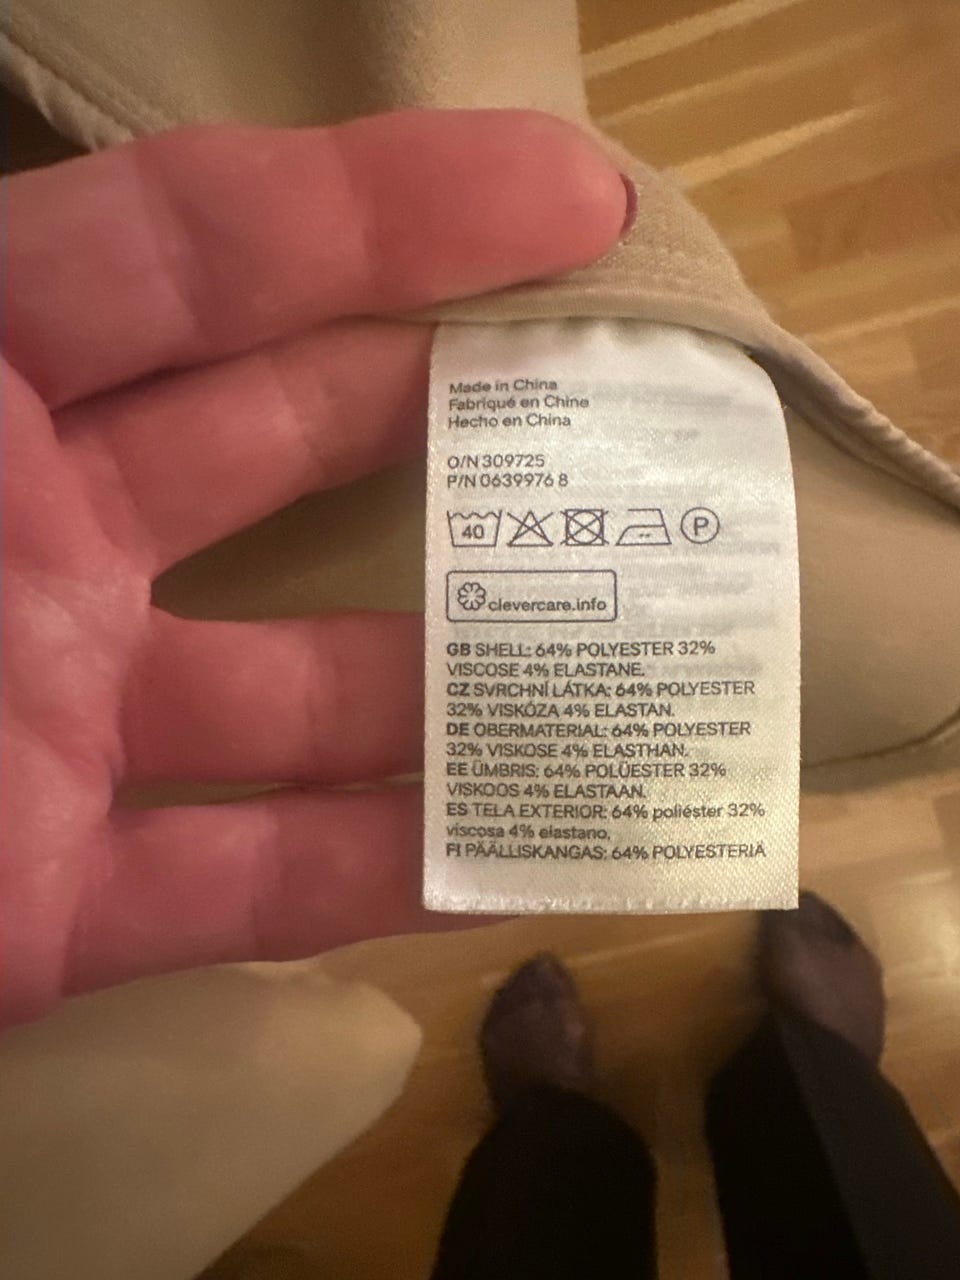 Made in China
Fabriqué en Chine
Hecho en China
O/N 309725
P/N 0639976 8
40 P
clevercare.info
GB SHELL: 64% POLYESTER 32%
VISCOSE 4% ELASTANE.
CZ SVRCHNÍ LÁTKA: 64% POLYESTER
32% VISKÓZA 4% ELASTAN.
DE OBERMATERIAL: 64% POLYESTER
32% VISKOSE 4% ELASTHAN.
EE ÜMBRIS: 64% POLÜESTER 32%
VISKOOS 4% ELASTAAN.
ES TELA EXTERIOR: 64% poliéster 32%
viscosa 4% elastano.
FI PÄÄLLISKANGAS: 64% POLYESTERIÄ